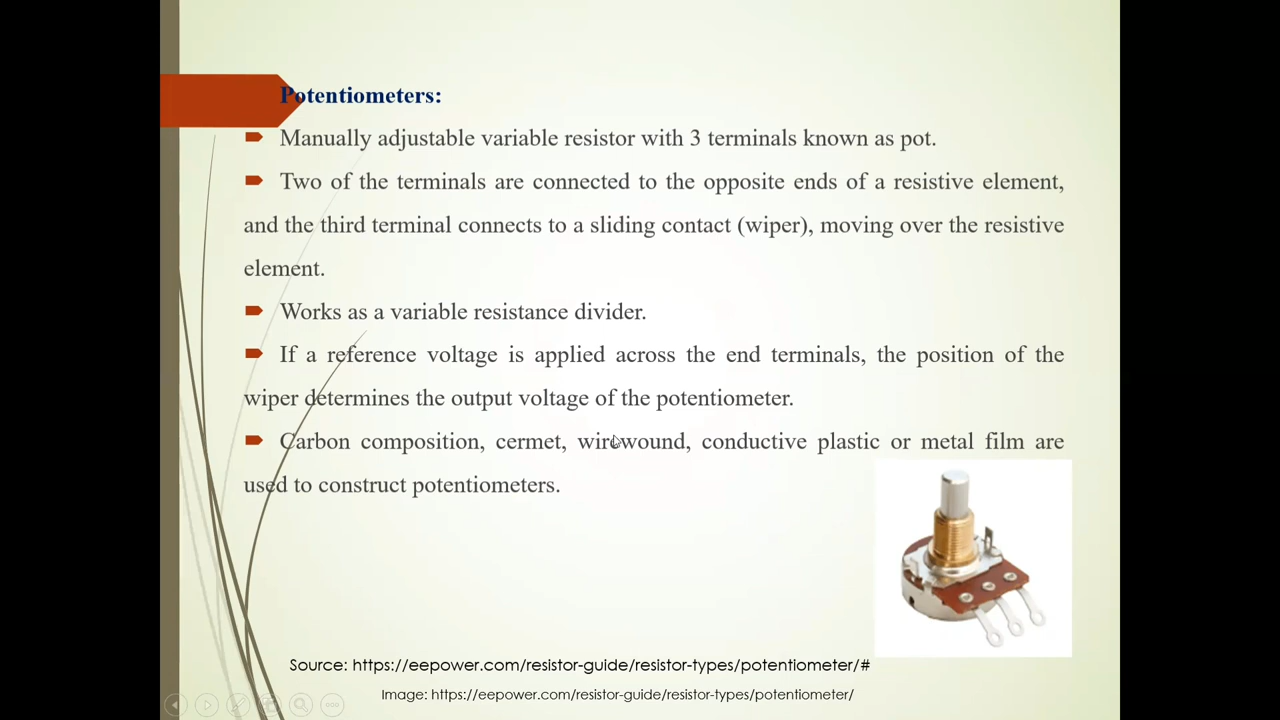 Potentiometers:
Manually adjustable variable resistor with 3 terminals known as pot.
Two of the terminals are connected to the opposite ends of a resistive element,
and the third terminal connects to a sliding contact (wiper), moving over the resistive
element.
Works as a variable resistance divider.
If a reference voltage is applied across the end terminals, the position of the
wiper determines the output voltage of the potentiometer.
Carbon composition, cermet, wirewound, conductive plastic or metal film are
used to construct potentiometers.
Source: https://eepower.com/resistor-guide/resistor-types/potentiometer/#
Image: https://eepower.com/resistor-guide/resistor-types/potentiometer/